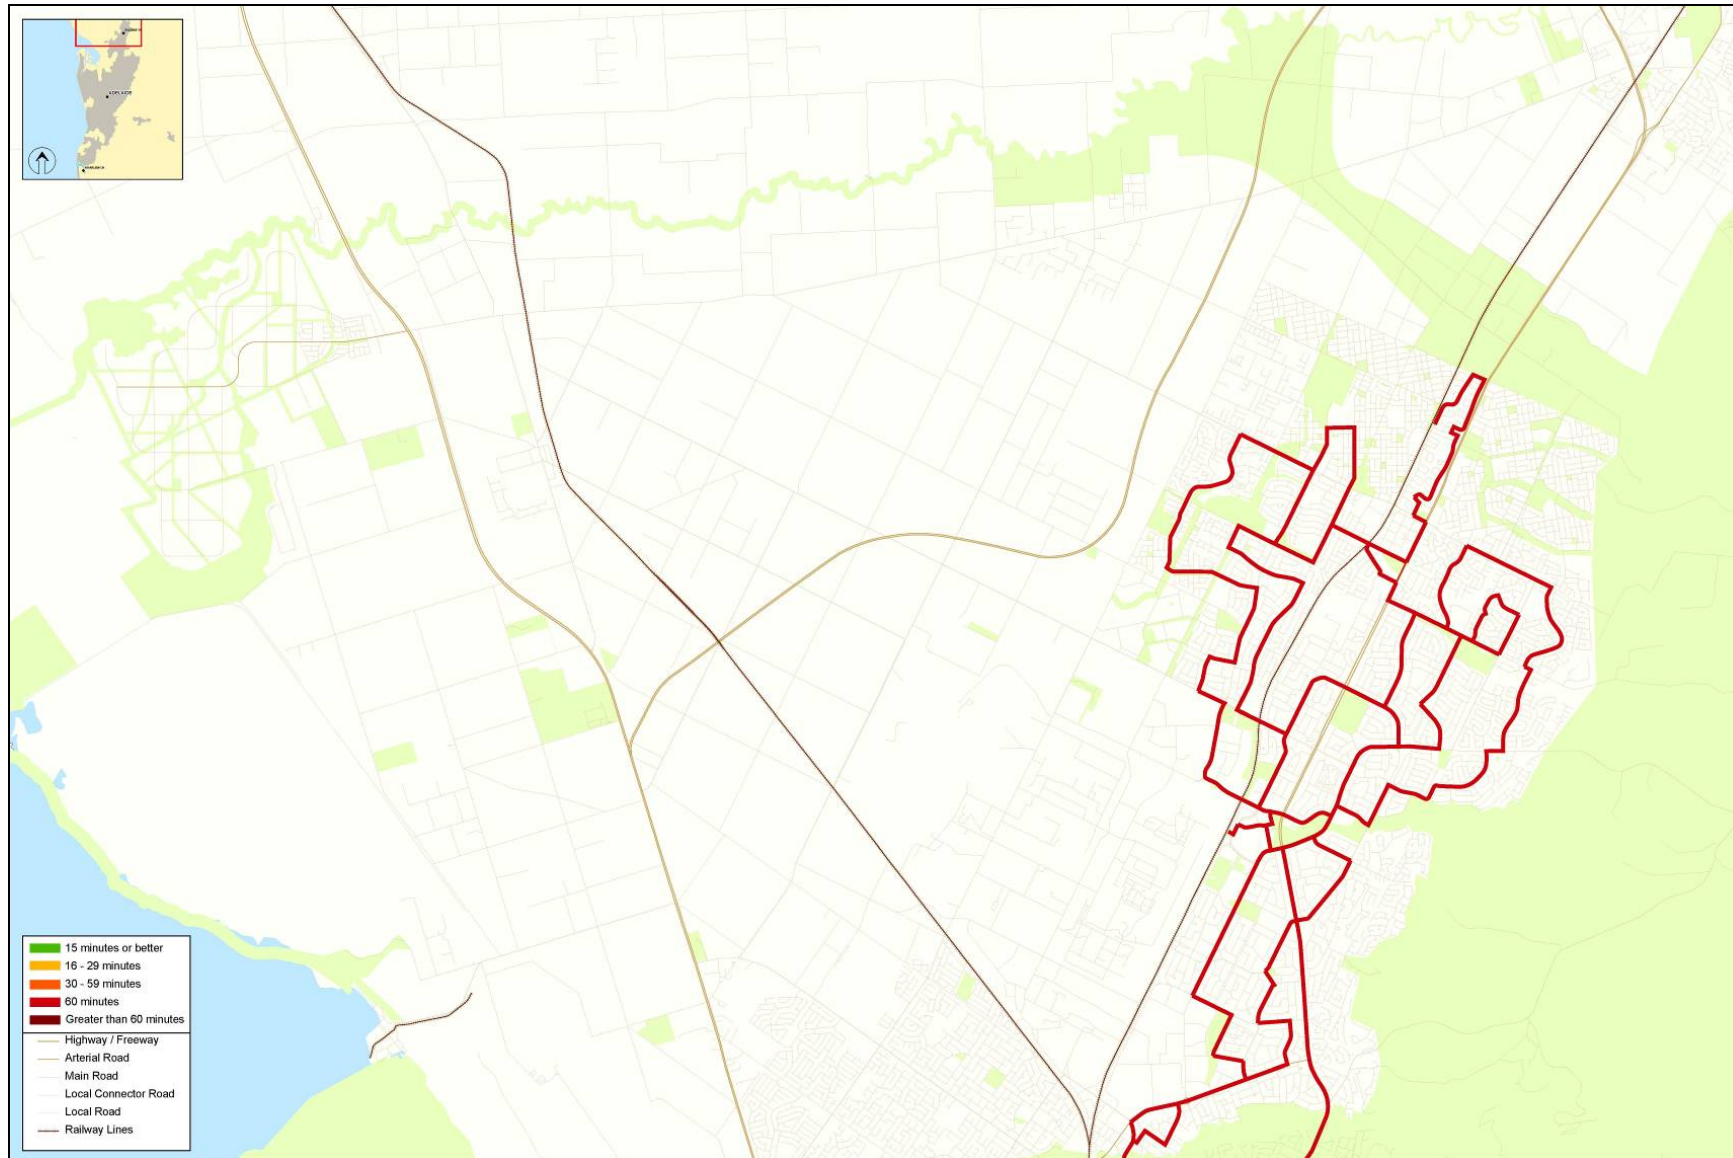 ADELAIDE
15 minutes or better
16 - 29 minutes
30 - 59 minutes
60 minutes
Greater than 60 minutes
Highway / Freeway
Arterial Road
Main Road
Local Connector Road
Local Road
Railway Lines